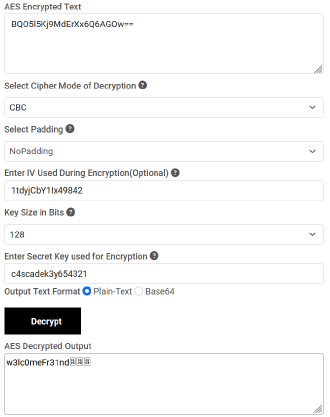 AES Encrypted Text
BQO5l5Kj9MdErXx6Q6AGOw==
Select Cipher Mode of Decryption ?
CBC
Select Padding ?
NoPadding
Enter IV Used During Encryption(Optional) ?
1tdyjCbY1Ix49842
Key Size in Bits ?
128
Enter Secret Key used for Encryption ?
c4scadek3y654321
Output Text Format Plain-Text Base64
Decrypt
AES Decrypted Output
w3lc0meFr31nd